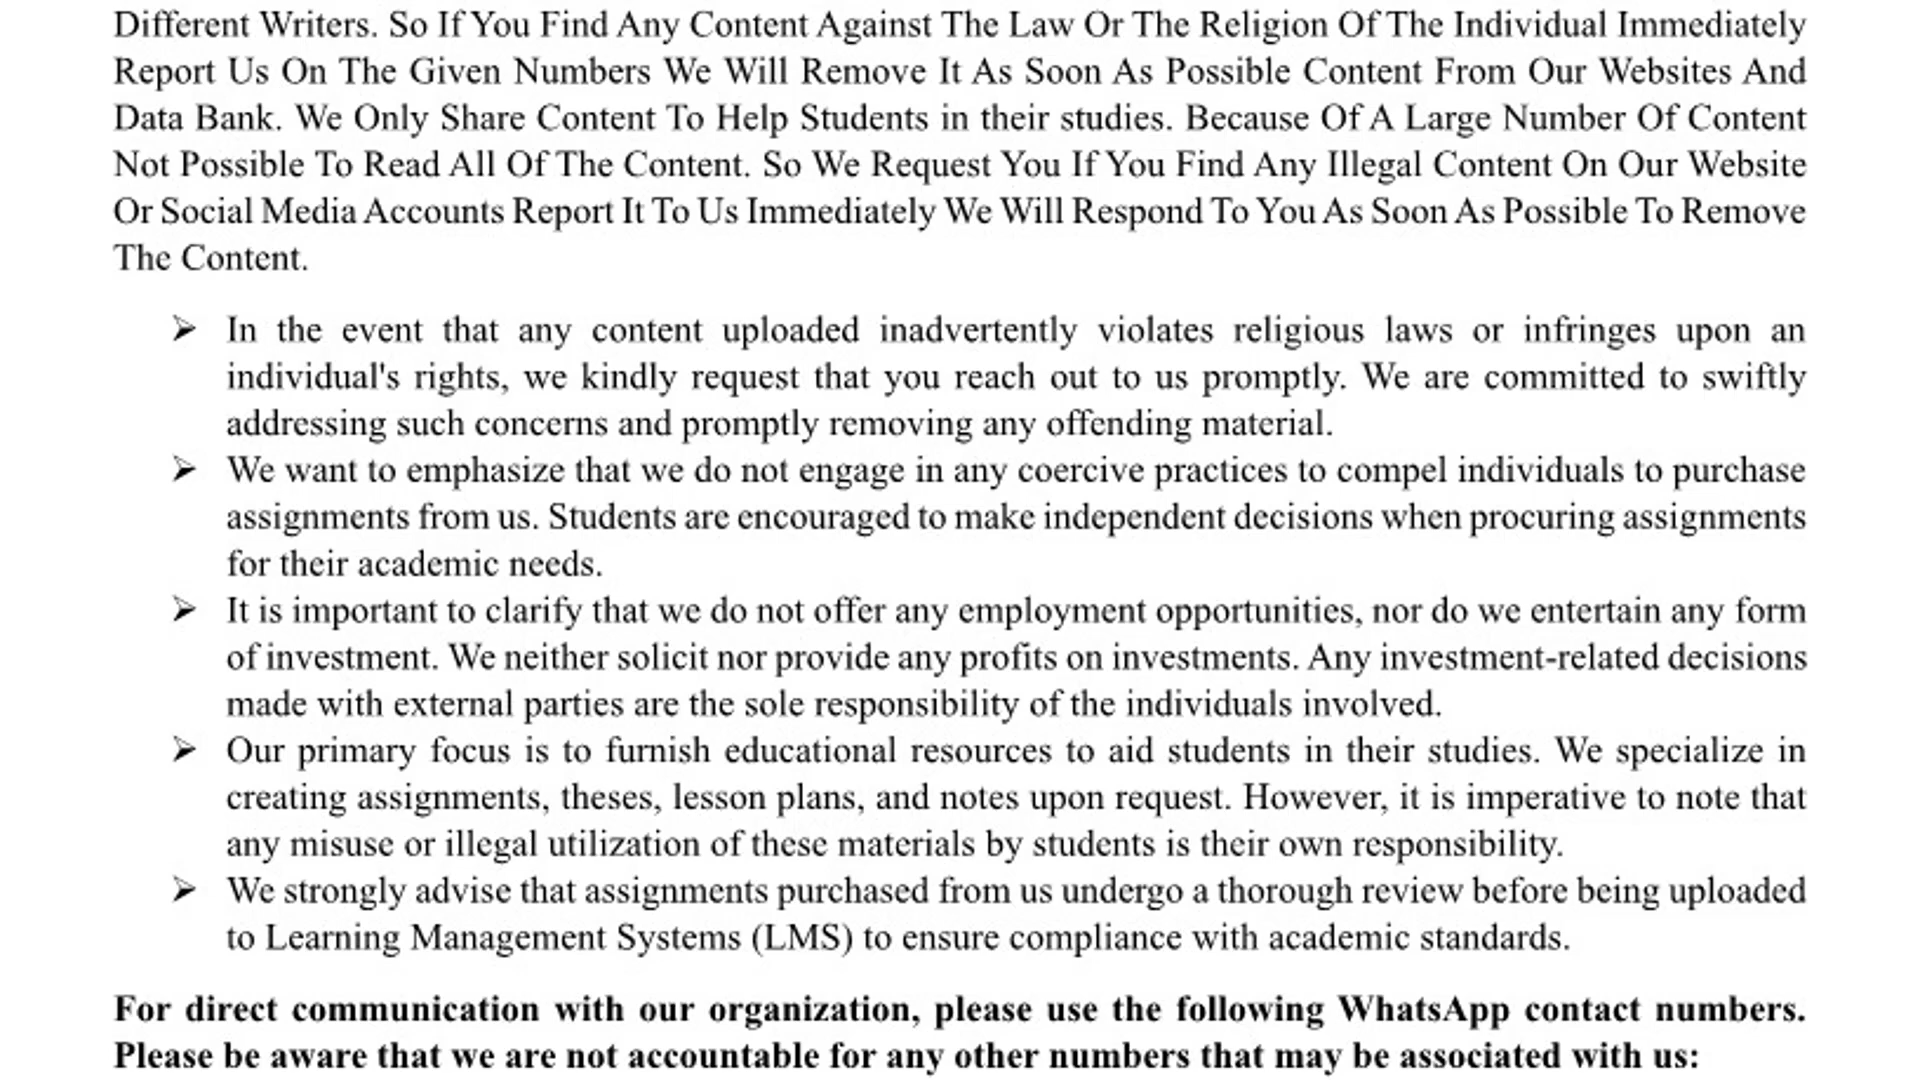 Different Writers. So If You Find Any Content Against The Law Or The Religion Of The Individual Immediately
Report Us On The Given Numbers We Will Remove It As Soon As Possible Content From Our Websites And
Data Bank. We Only Share Content To Help Students in their studies. Because Of A Large Number Of Content
Not Possible To Read All Of The Content. So We Request You If You Find Any Illegal Content On Our Website
Or Social Media Accounts Report It To Us Immediately We Will Respond To You As Soon As Possible To Remove
The Content.
➢ In the event that any content uploaded inadvertently violates religious laws or infringes upon an
individual's rights, we kindly request that you reach out to us promptly. We are committed to swiftly
addressing such concerns and promptly removing any offending material.
➢ We want to emphasize that we do not engage in any coercive practices to compel individuals to purchase
assignments from us. Students are encouraged to make independent decisions when procuring assignments
for their academic needs.
➢ It is important to clarify that we do not offer any employment opportunities, nor do we entertain any form
of investment. We neither solicit nor provide any profits on investments. Any investment-related decisions
made with external parties are the sole responsibility of the individuals involved.
➢ Our primary focus is to furnish educational resources to aid students in their studies. We specialize in
creating assignments, theses, lesson plans, and notes upon request. However, it is imperative to note that
any misuse or illegal utilization of these materials by students is their own responsibility.
➢ We strongly advise that assignments purchased from us undergo a thorough review before being uploaded
to Learning Management Systems (LMS) to ensure compliance with academic standards.
For direct communication with our organization, please use the following WhatsApp contact numbers.
Please be aware that we are not accountable for any other numbers that may be associated with us: